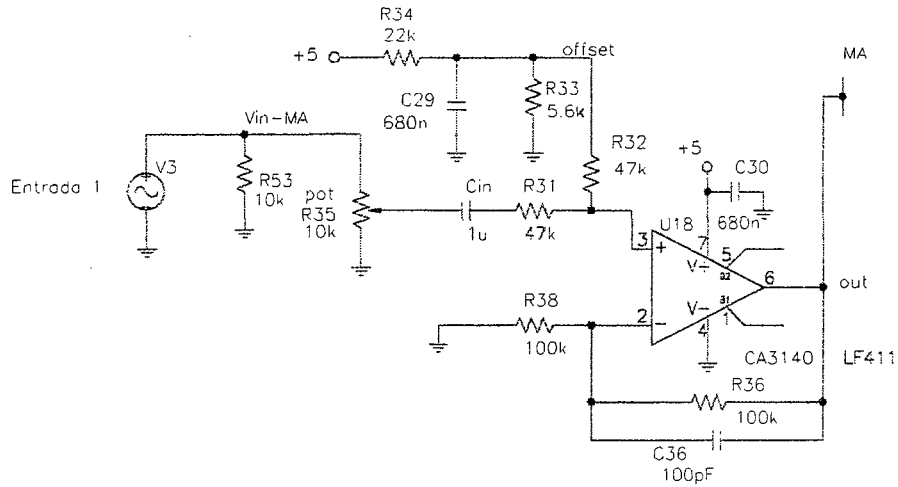 R34
22k
+5
offset
MA
C29
680n
R33
5.6k
Vin-MA
R32
47k
+5
C30
680n
Entrada 1
V3
R53
10k
pot
R35
10k
Cin
1u
R31
47k
U18
3
+
7
V+
5
6
out
R38
100k
2
-
V-
1
4
CA3140
LF411
R36
100k
C36
100pF